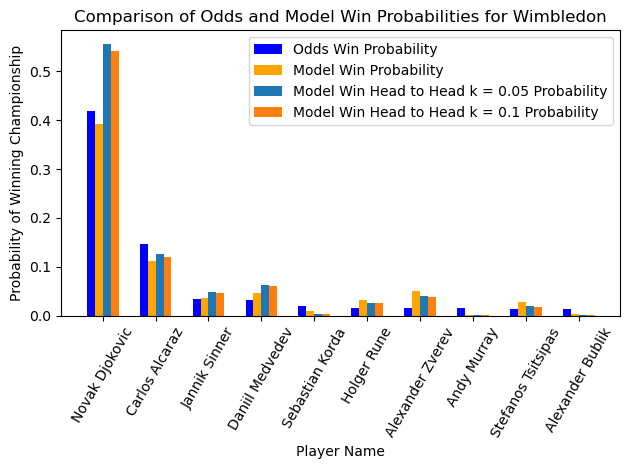 Comparison of Odds and Model Win Probabilities for Wimbledon
Odds Win Probability
Model Win Probability
Model Win Head to Head k = 0.05 Probability
Model Win Head to Head k = 0.1 Probability
Probability of Winning Championship
0.5
0.4
0.3
0.2
0.1
0.0
Novak Djokovic
Carlos Alcaraz
Jannik Sinner
Daniil Medvedev
Sebastian Korda
Holger Rune
Alexander Zverev
Andy Murray
Stefanos Tsitsipas
Alexander Bublik
Player Name